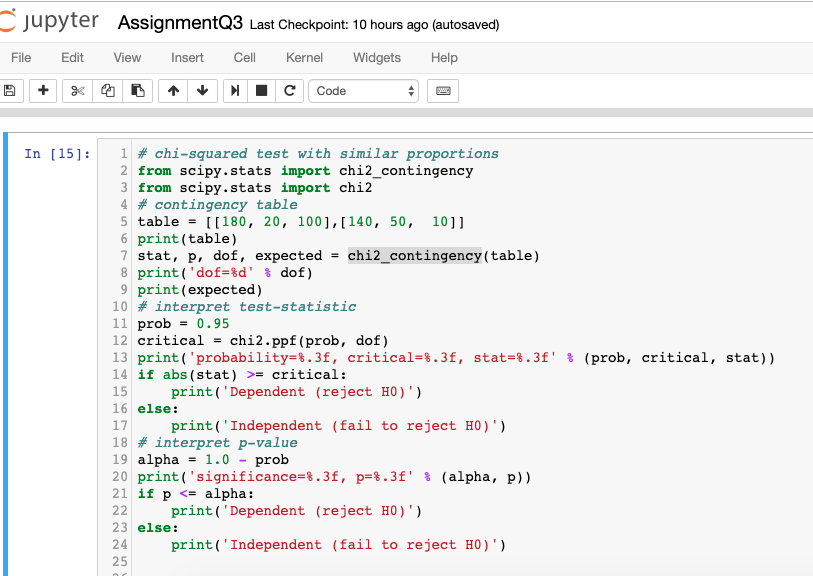 jupyter AssignmentQ3 Last Checkpoint: 10 hours ago (autosaved)
File Edit View Insert Cell Kernel Widgets Help
Code
In [15]:
1 # chi-squared test with similar proportions
2 from scipy.stats import chi2_contingency
3 from scipy.stats import chi2
4 # contingency table
5 table = [[180, 20, 100],[140, 50,  10]]
6 print(table)
7 stat, p, dof, expected = chi2_contingency(table)
8 print('dof=%d' % dof)
9 print(expected)
10 # interpret test-statistic
11 prob = 0.95
12 critical = chi2.ppf(prob, dof)
13 print('probability=%.3f, critical=%.3f, stat=%.3f' % (prob, critical, stat))
14 if abs(stat) >= critical:
15     print('Dependent (reject H0)')
16 else:
17     print('Independent (fail to reject H0)')
18 # interpret p-value
19 alpha = 1.0 - prob
20 print('significance=%.3f, p=%.3f' % (alpha, p))
21 if p <= alpha:
22     print('Dependent (reject H0)')
23 else:
24     print('Independent (fail to reject H0)')
25